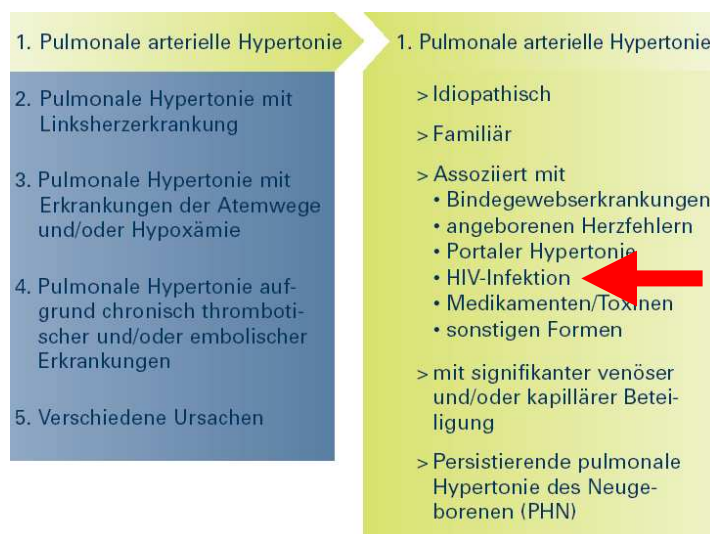 1. Pulmonale arterielle Hypertonie
2. Pulmonale Hypertonie mit
Linksherzerkrankung
3. Pulmonale Hypertonie mit
Erkrankungen der Atemwege
und/oder Hypoxämie
4. Pulmonale Hypertonie auf-
grund chronisch thromboti-
scher und/oder embolischer
Erkrankungen
5. Verschiedene Ursachen
1. Pulmonale arterielle Hypertonie
> Idiopathisch
> Familiär
> Assoziiert mit
• Bindegewebserkrankungen
• angeborenen Herzfehlern
• Portaler Hypertonie
• HIV-Infektion
• Medikamenten/Toxinen
• sonstigen Formen
> mit signifikanter venöser
und/oder kapillärer Betei-
ligung
> Persistierende pulmonale
Hypertonie des Neuge-
borenen (PHN)